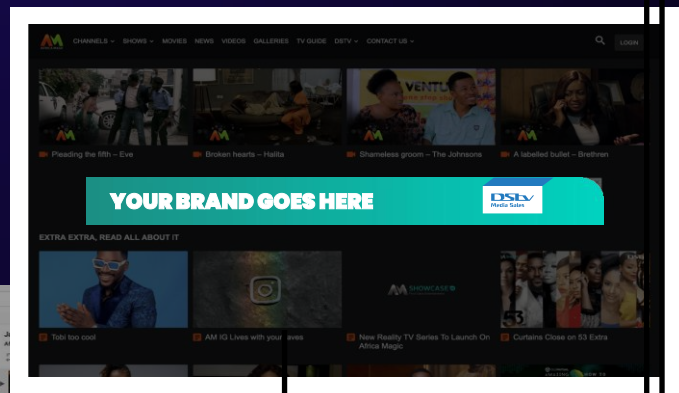 CHANNELS SHOWS MOVIES NEWS VIDEOS GALLERIES TV GUIDE DSTV CONTACT US
LOGIN
VENTU
Pleading the fifth – Eve
Broken hearts – Halita
Shameless groom – The Johnsons
A labelled bullet – Brethren
YOUR BRAND GOES HERE
DStv
Media Sales
EXTRA EXTRA, READ ALL ABOUT IT
SHOWCASE
53
Tobi too cool
AM IG Lives with your faves
New Reality TV Series To Launch On
Africa Magic
Curtains Close on 53 Extra